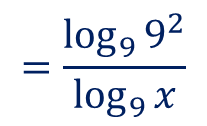 = log₉ 9² / log₉ x